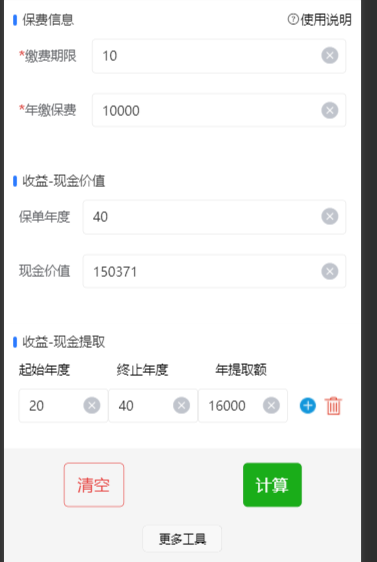 保费信息 ?使用说明
*缴费期限 10
*年缴保费 10000
收益-现金价值
保单年度 40
现金价值 150371
收益-现金提取
起始年度 终止年度 年提取额
20 40 16000
清空 计算
更多工具